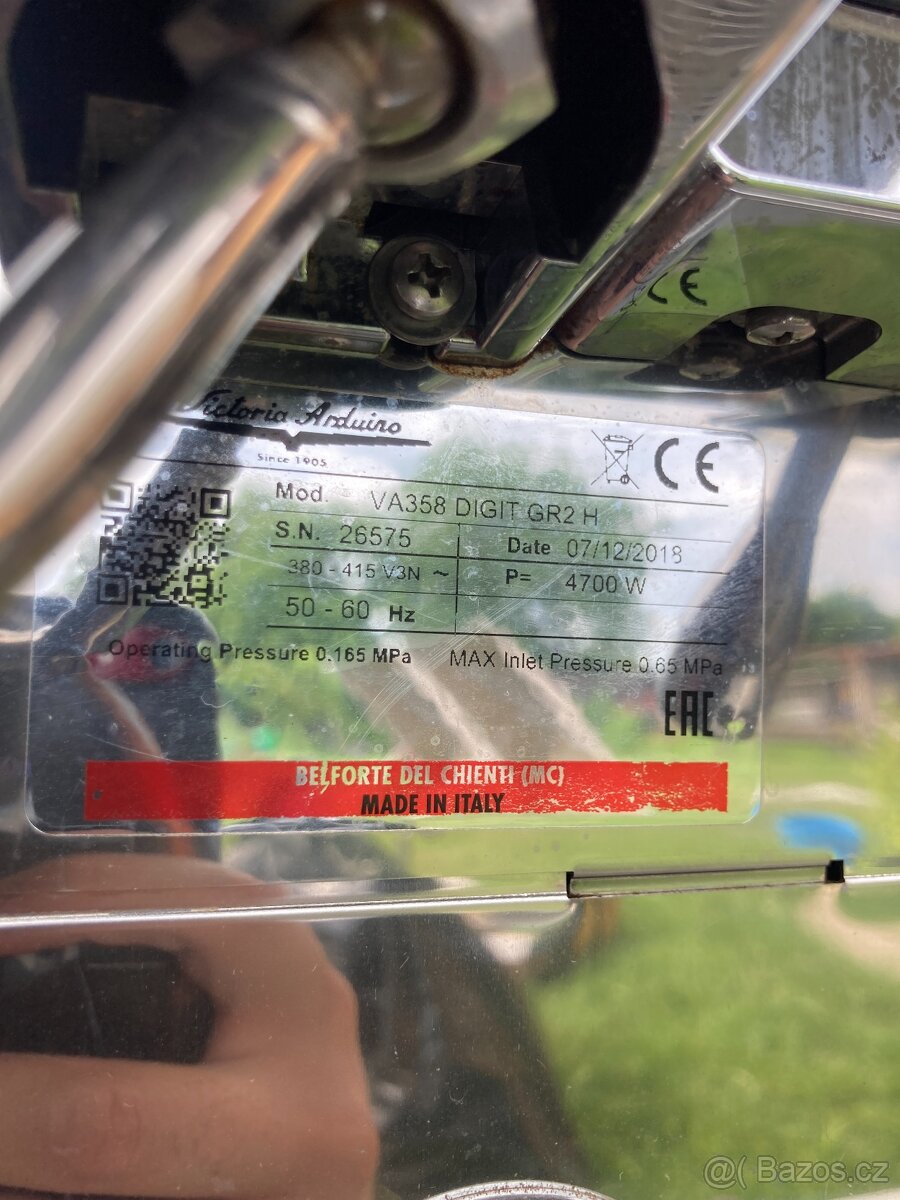 CE
Victoria Arduino
Since 1905
CE
Mod. VA358 DIGIT GR2 H
S.N. 26575 Date 07/12/2018
380 - 415 V3N ~ P= 4700 W
50 - 60 Hz
Operating Pressure 0.165 MPa MAX Inlet Pressure 0.65 MPa
EAC
BELFORTE DEL CHIENTI (MC)
MADE IN ITALY
@( Bazos.cz